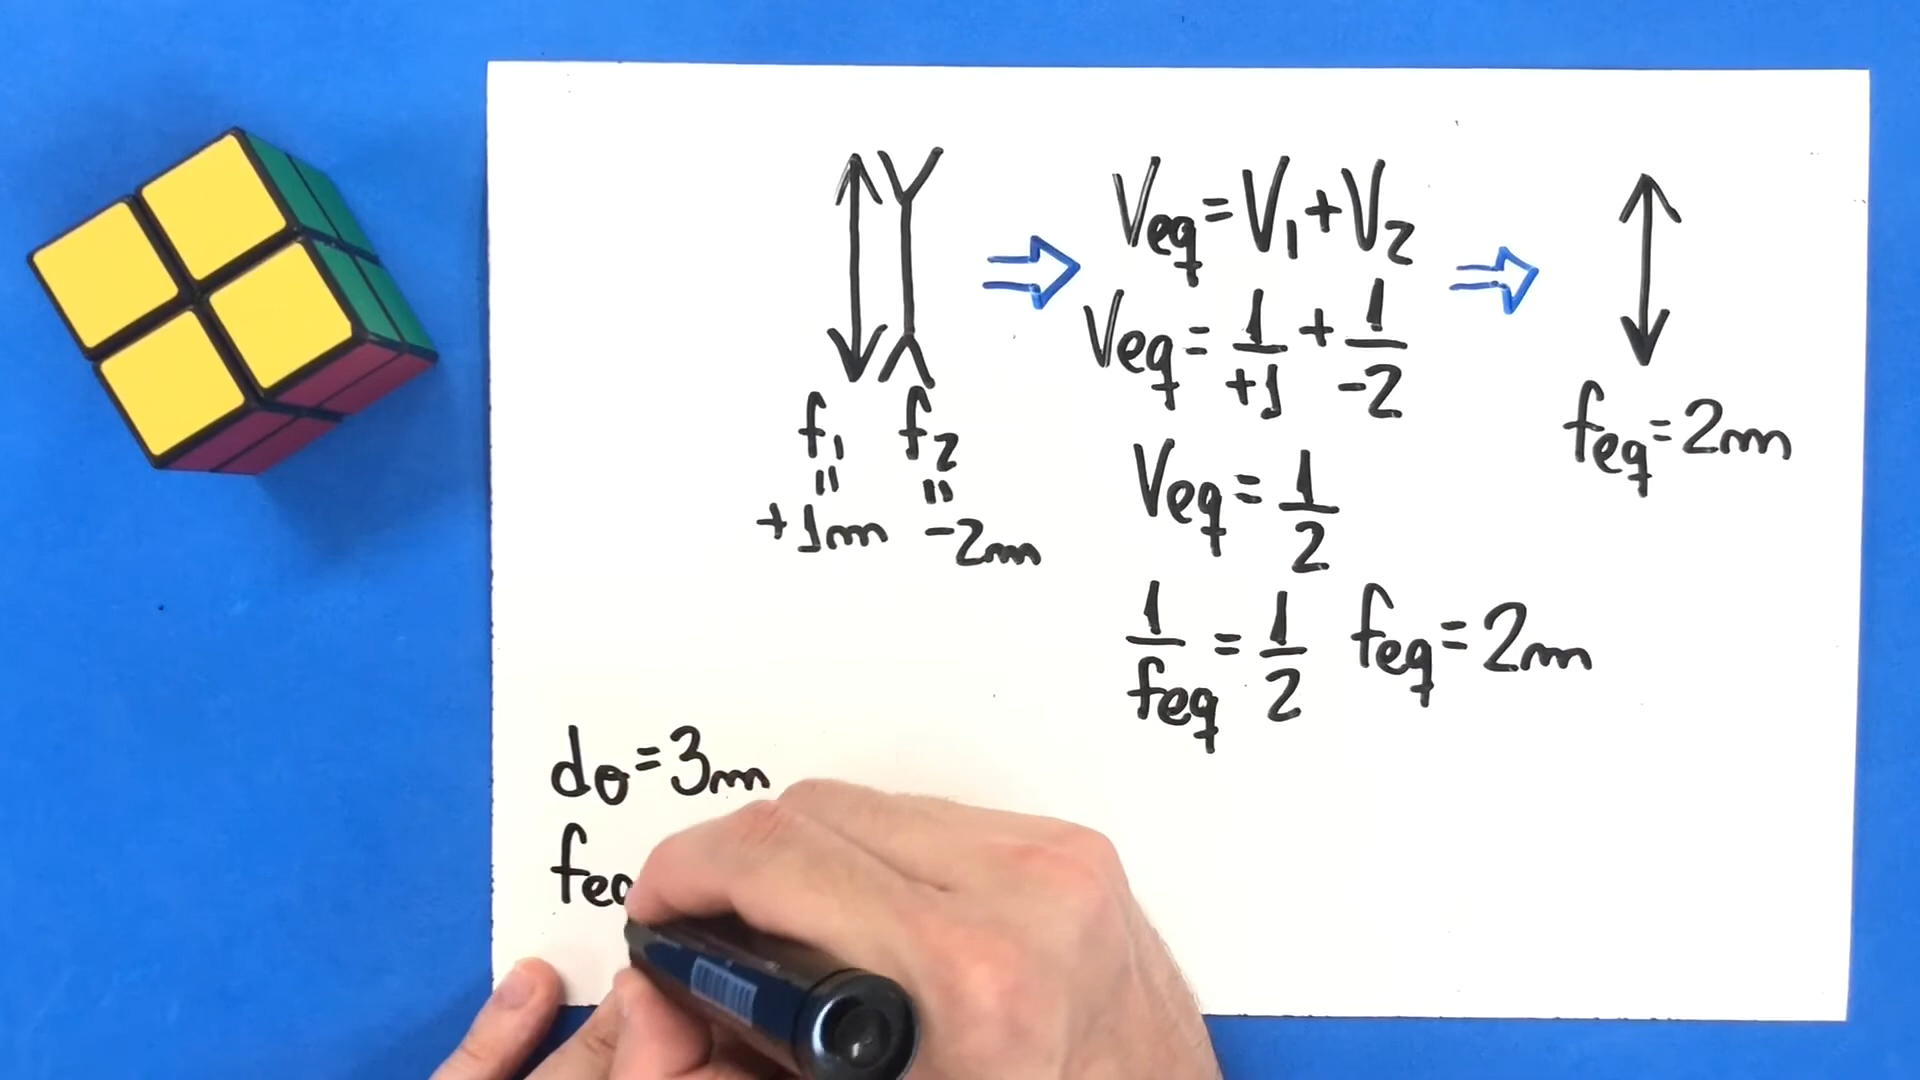 f₁ f₂
" "
+1m -2m
Veq = V₁ + V₂
Veq = 1/+1 + 1/-2
Veq = 1/2
1/feq = 1/2 feq = 2m
feq = 2m
do = 3m
feq